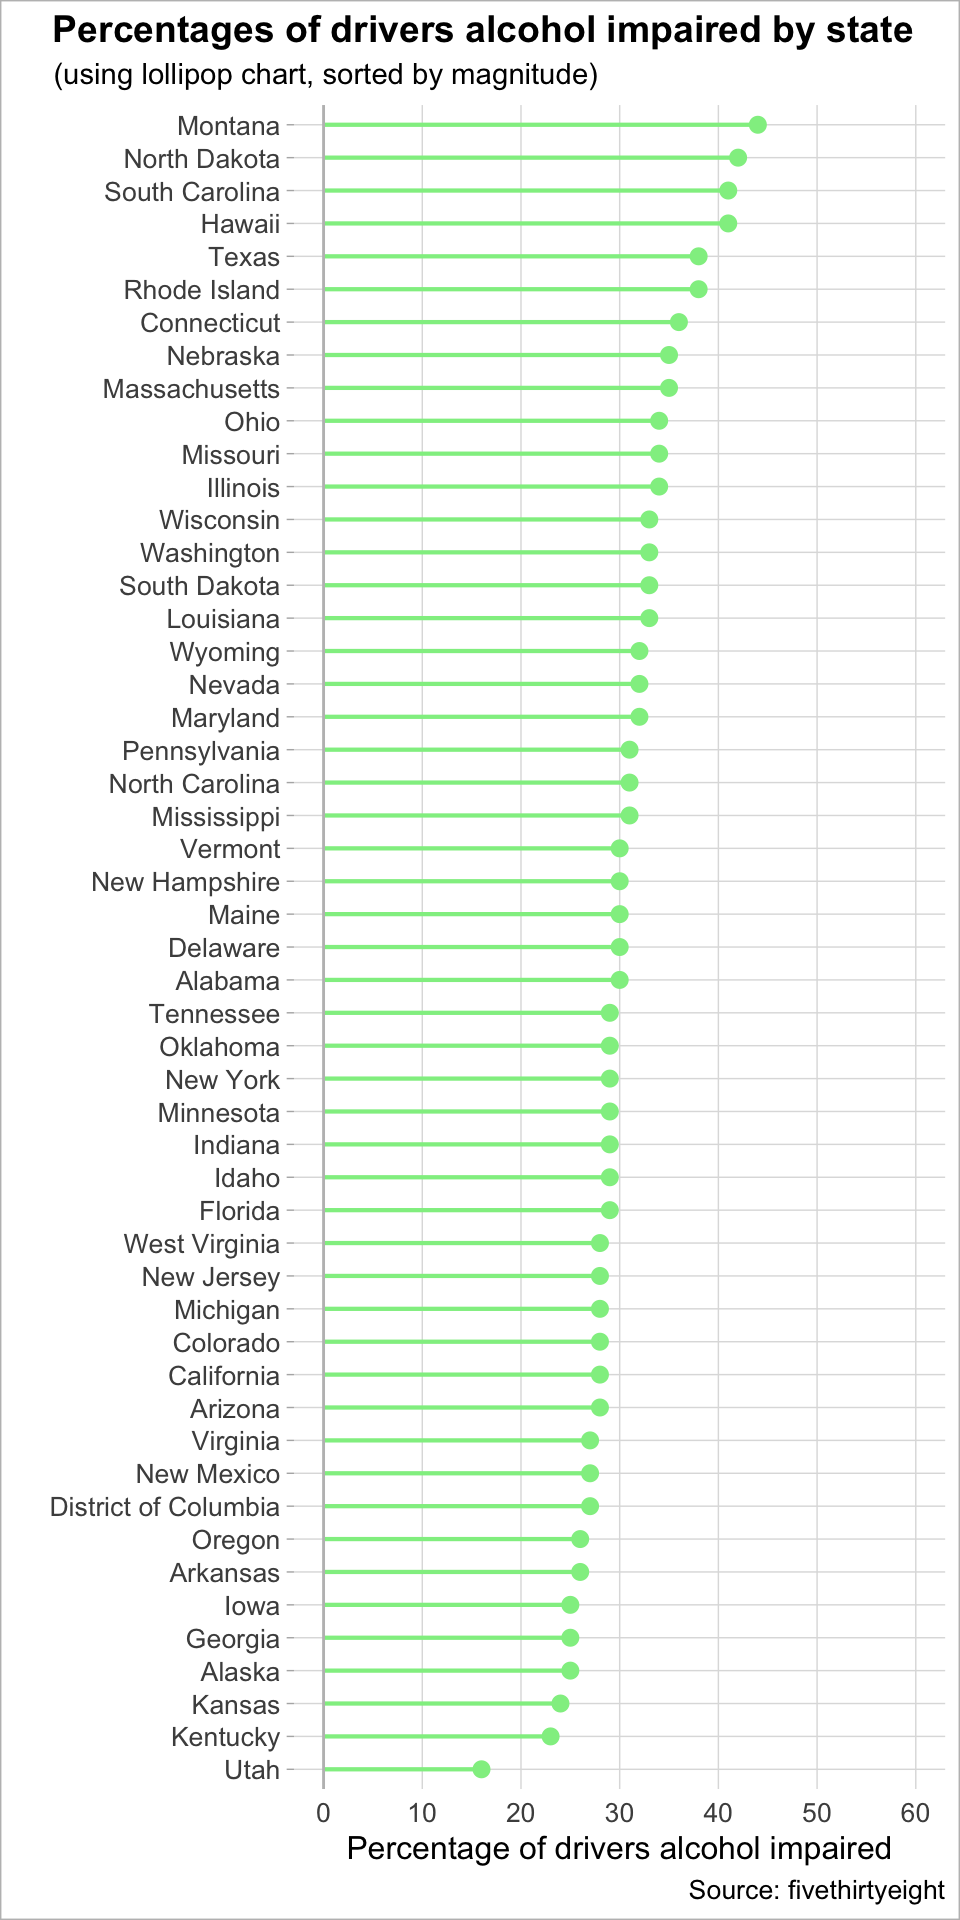 Percentages of drivers alcohol impaired by state
(using lollipop chart, sorted by magnitude)
Montana
North Dakota
South Carolina
Hawaii
Texas
Rhode Island
Connecticut
Nebraska
Massachusetts
Ohio
Missouri
Illinois
Wisconsin
Washington
South Dakota
Louisiana
Wyoming
Nevada
Maryland
Pennsylvania
North Carolina
Mississippi
Vermont
New Hampshire
Maine
Delaware
Alabama
Tennessee
Oklahoma
New York
Minnesota
Indiana
Idaho
Florida
West Virginia
New Jersey
Michigan
Colorado
California
Arizona
Virginia
New Mexico
District of Columbia
Oregon
Arkansas
Iowa
Georgia
Alaska
Kansas
Kentucky
Utah
0 10 20 30 40 50 60
Percentage of drivers alcohol impaired
Source: fivethirtyeight